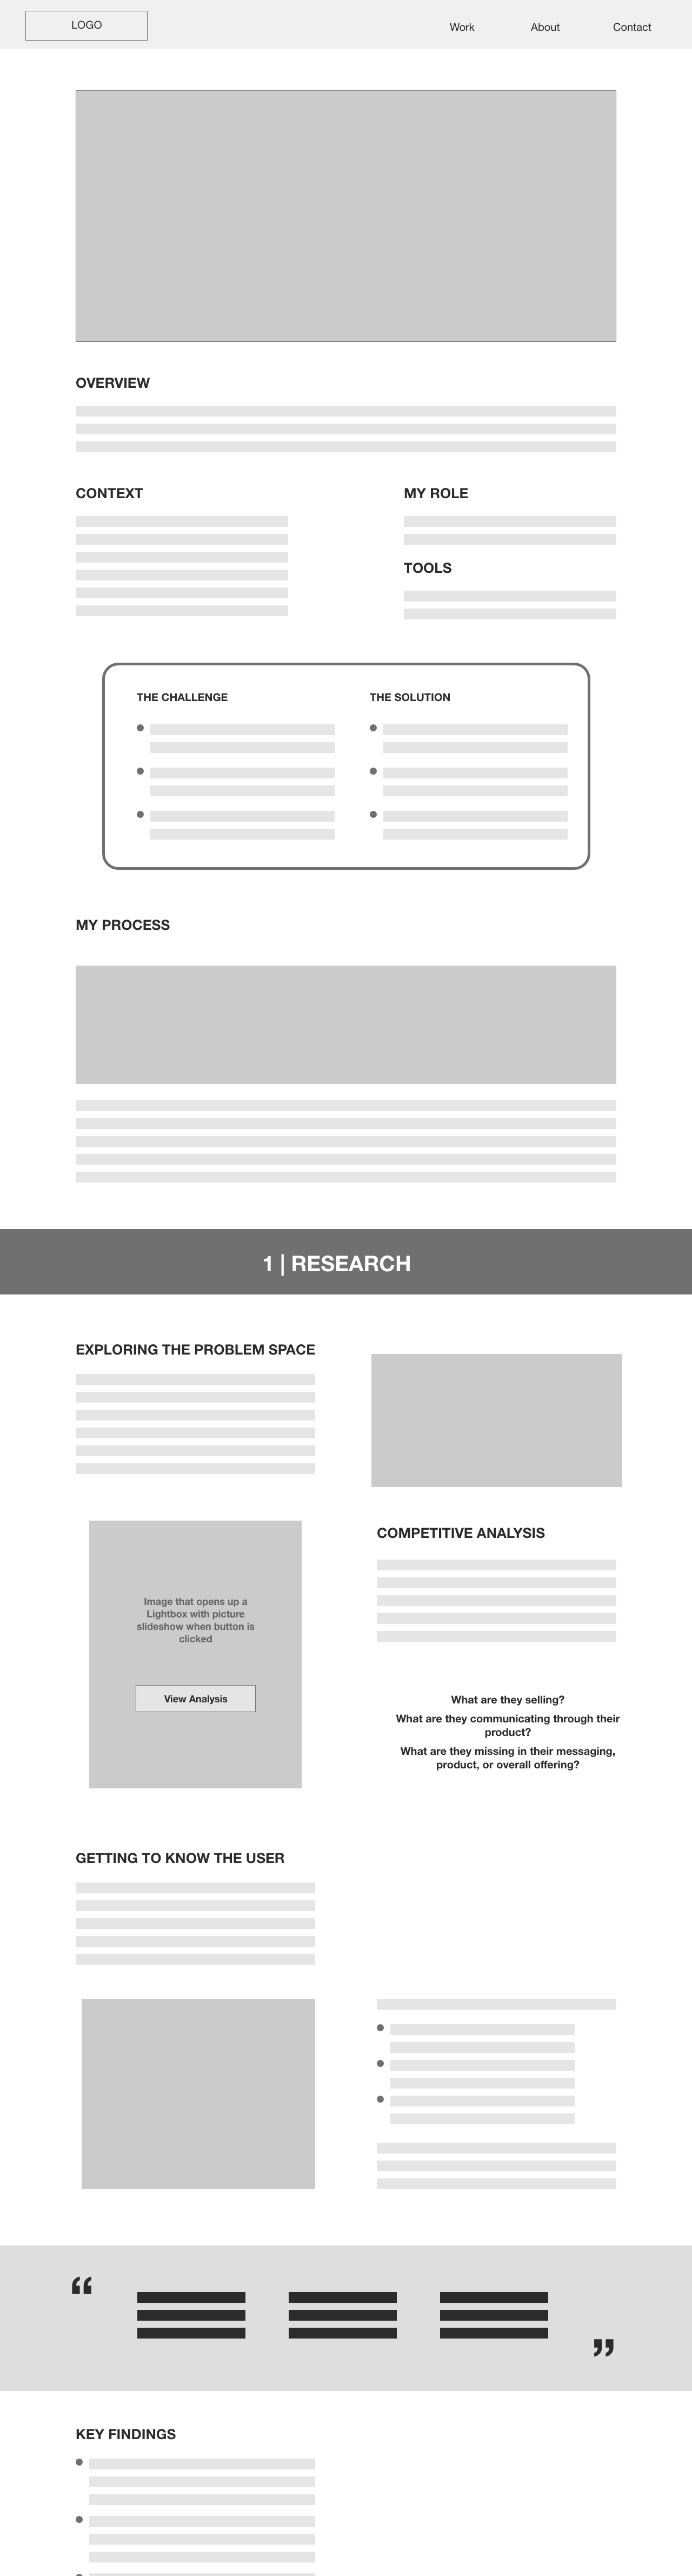 LOGO
Work
About
Contact
OVERVIEW
CONTEXT
MY ROLE
TOOLS
THE CHALLENGE
THE SOLUTION
MY PROCESS
1 | RESEARCH
EXPLORING THE PROBLEM SPACE
Image that opens up a
Lightbox with picture
slideshow when button is
clicked
View Analysis
COMPETITIVE ANALYSIS
What are they selling?
What are they communicating through their
product?
What are they missing in their messaging,
product, or overall offering?
GETTING TO KNOW THE USER
“
”
KEY FINDINGS